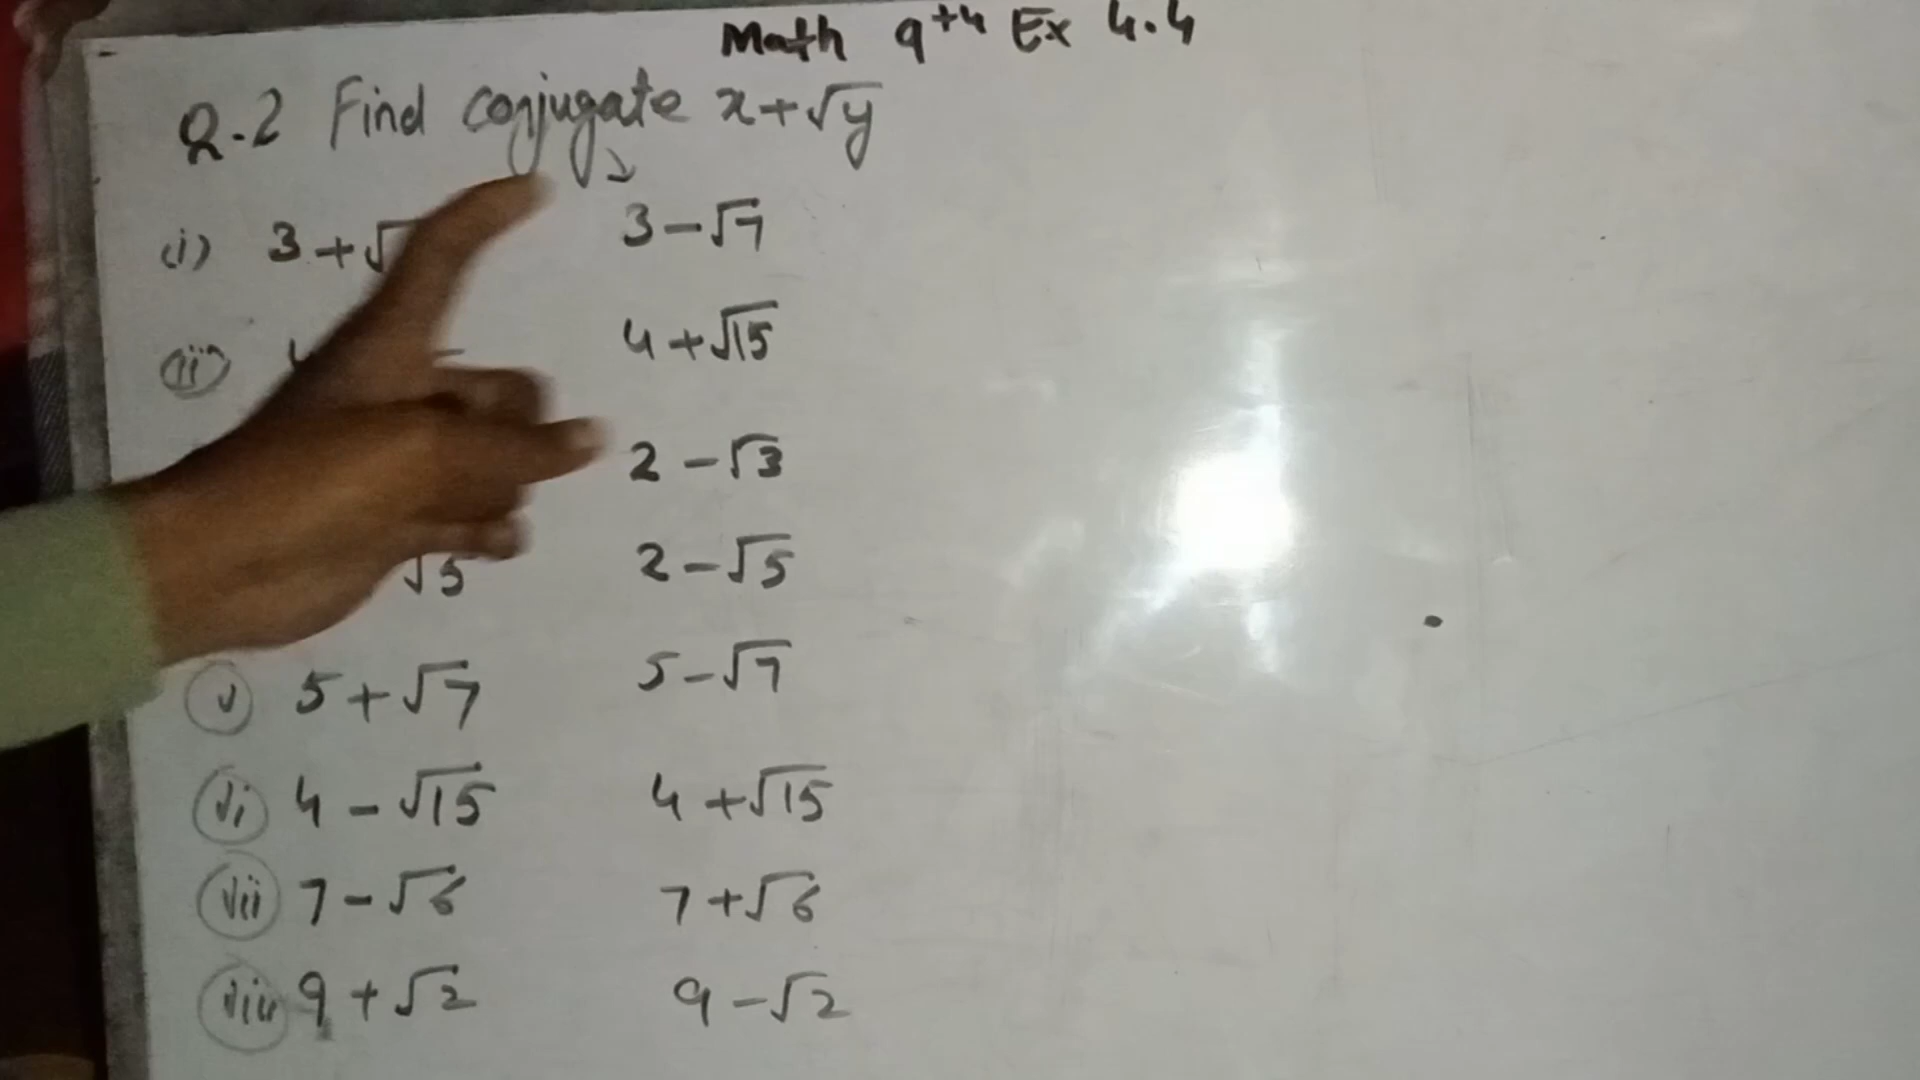 Math 9th Ex 4.4
Q.2 Find conjugate x+√y
(i) 3+√ 3-√7
(ii) 4 4+√15
2-√3
√5 2-√5
(v) 5+√7 5-√7
(vi) 4-√15 4+√15
(vii) 7-√6 7+√6
(viii) 9+√2 9-√2